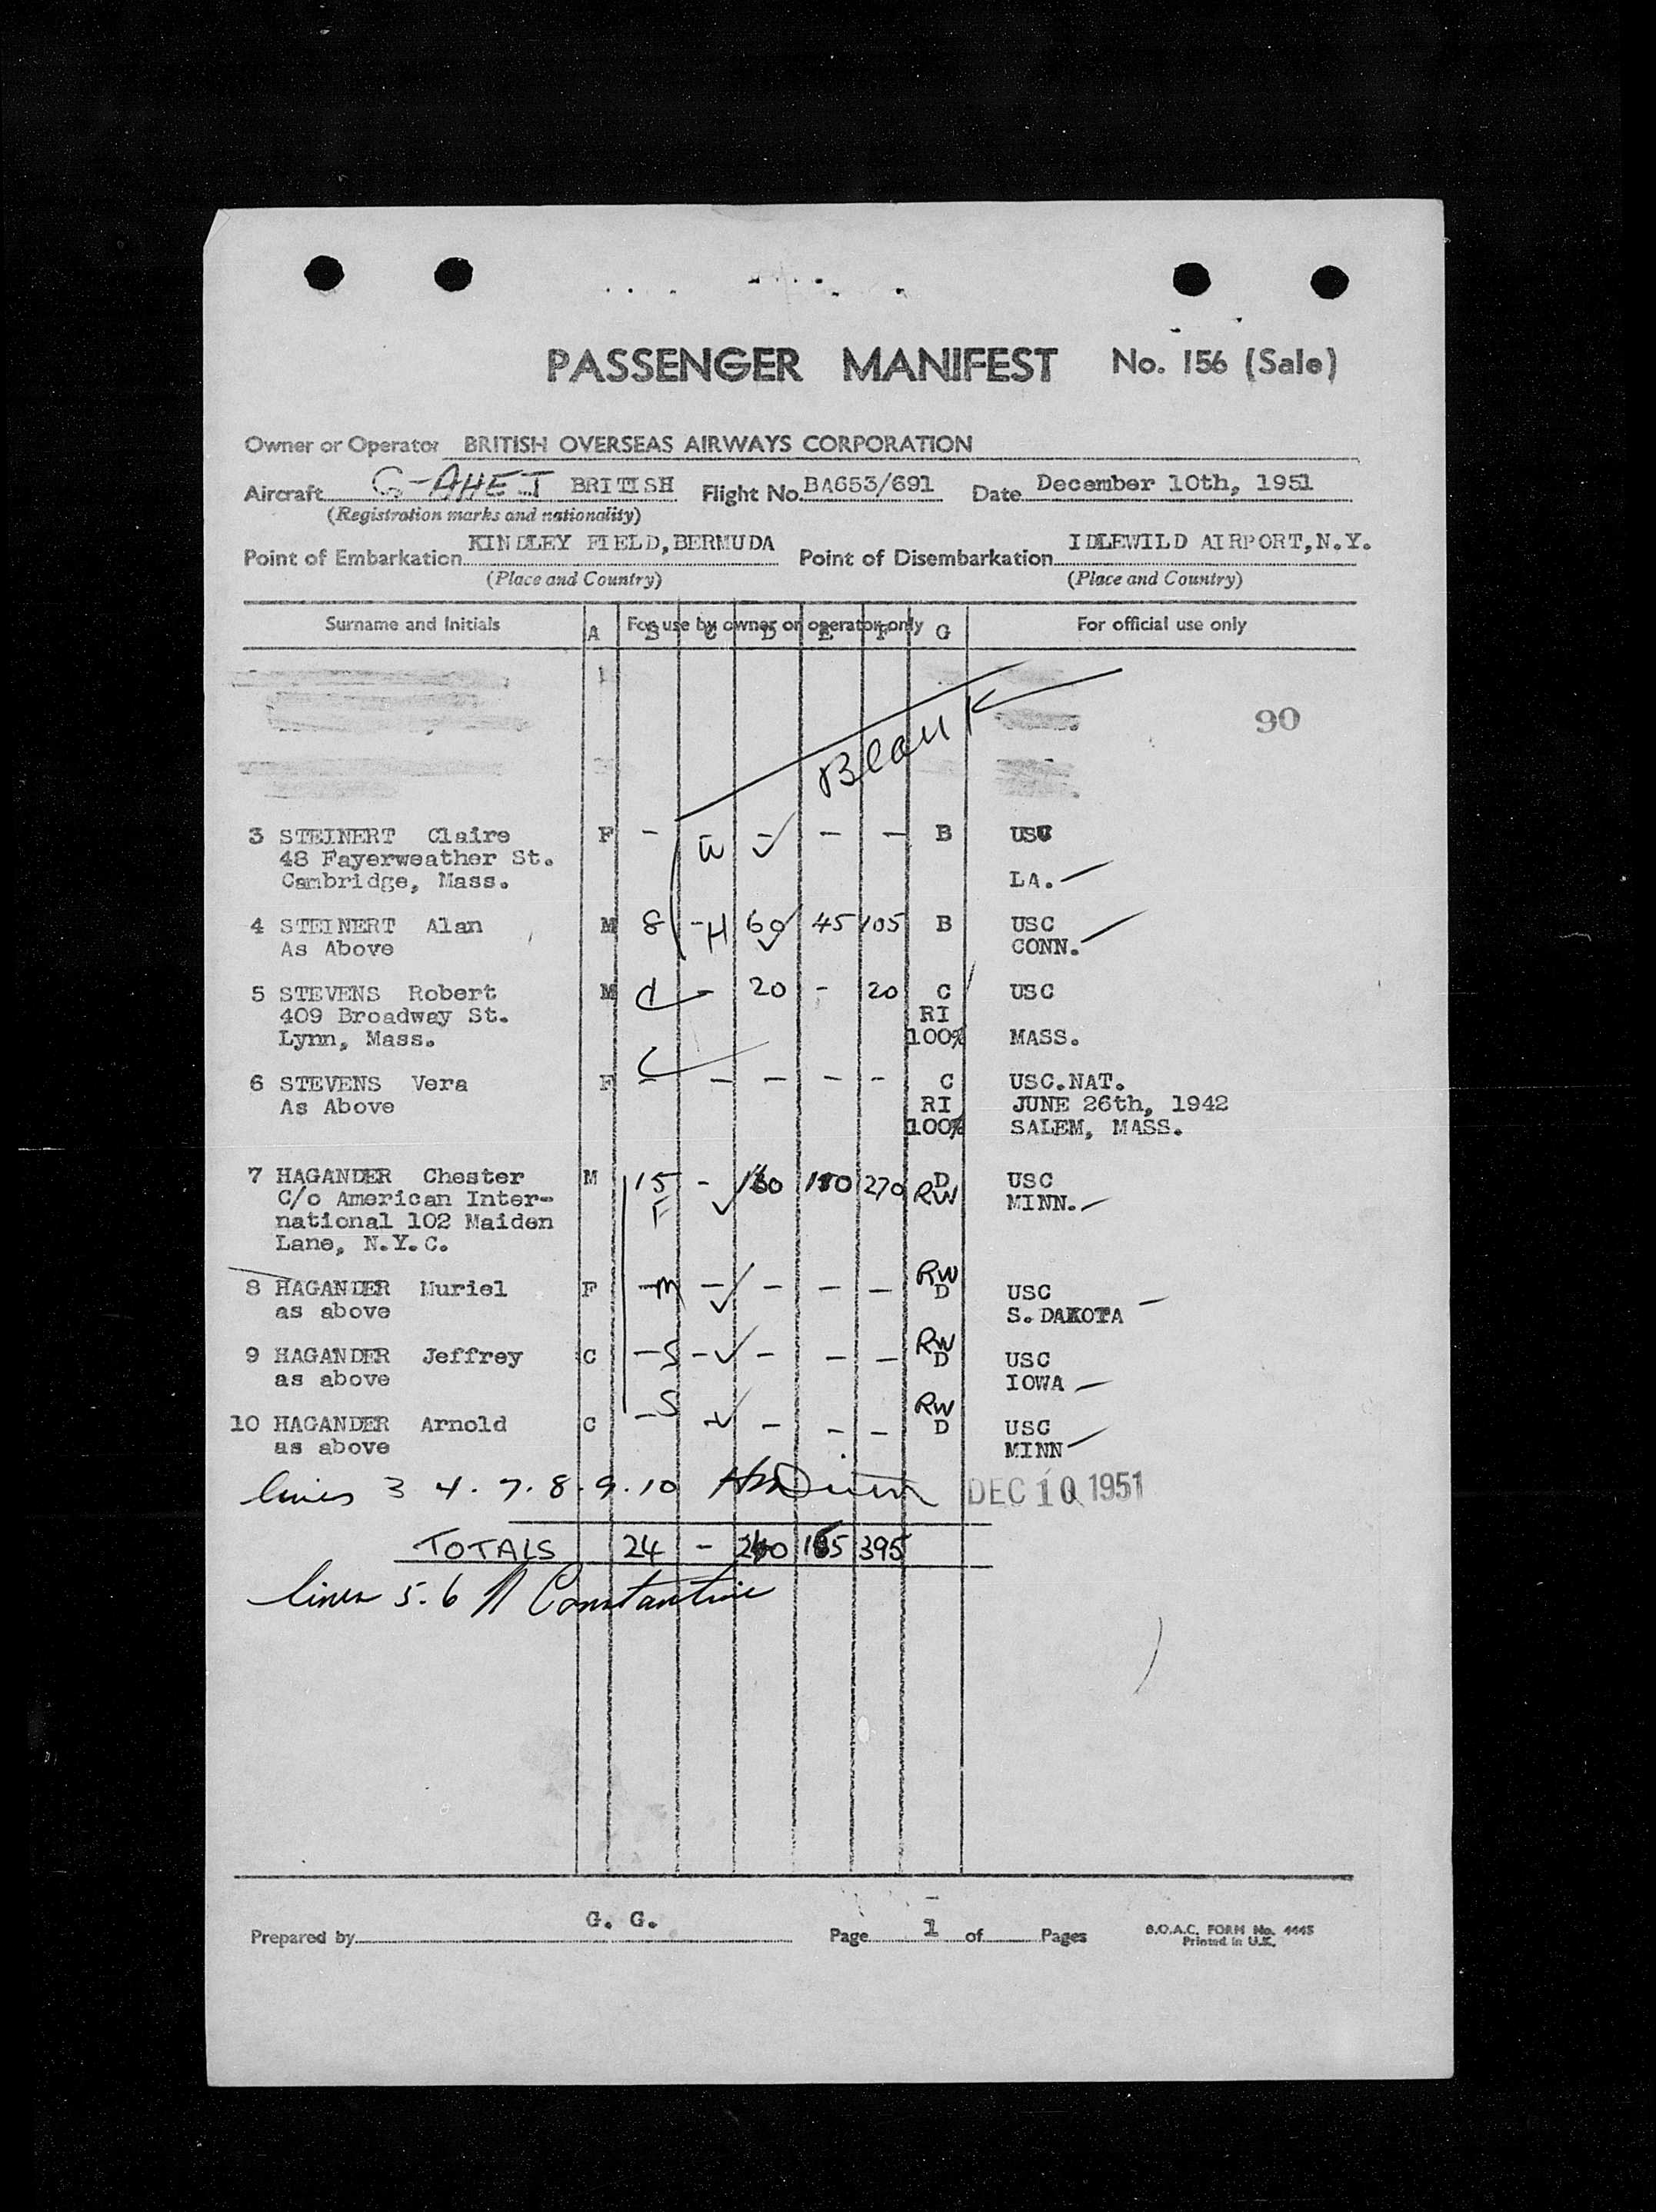 PASSENGER MANIFEST No. 156 (Sale)
Owner or Operator BRITISH OVERSEAS AIRWAYS CORPORATION
Aircraft G-AHEJ BRITISH Flight No. BA653/691 Date December 10th, 1951
(Registration marks and nationality)
Point of Embarkation KINDLEY FIELD, BERMUDA Point of Disembarkation IDLEWILD AIRPORT, N.Y.
(Place and Country) (Place and Country)
Surname and Initials A For use by owner or operator only B C D E F G For official use only
90
Blank
3 STEINERT Claire F - W - - - B USC
48 Fayerweather St.
Cambridge, Mass. LA.
4 STEINERT Alan M 8 - H 60 45 105 B USC
As Above CONN.
5 STEVENS Robert M - 20 - 20 C USC
409 Broadway St. RI
Lynn, Mass. 100% MASS.
6 STEVENS Vera F - - - - - C USC.NAT.
As Above RI JUNE 26th, 1942
100% SALEM, MASS.
7 HAGANDER Chester M 15 - 270 D USC
C/o American Inter- F RW MINN.
national 102 Maiden
Lane, N.Y.C.
8 HAGANDER Muriel F - M - - - - RW D USC
as above S. DAKOTA
9 HAGANDER Jeffrey C - S - - - - RW D USC
as above IOWA
10 HAGANDER Arnold C - S - - - - RW D USC
as above MINN
lines 3 4. 7. 8. 9. 10 DEC 10 1951
TOTALS 24 - 395
lines 5. 6 Constantine
Prepared by G. G. Page 1 of Pages B.O.A.C. FORM No. 4445
Printed in U.K.